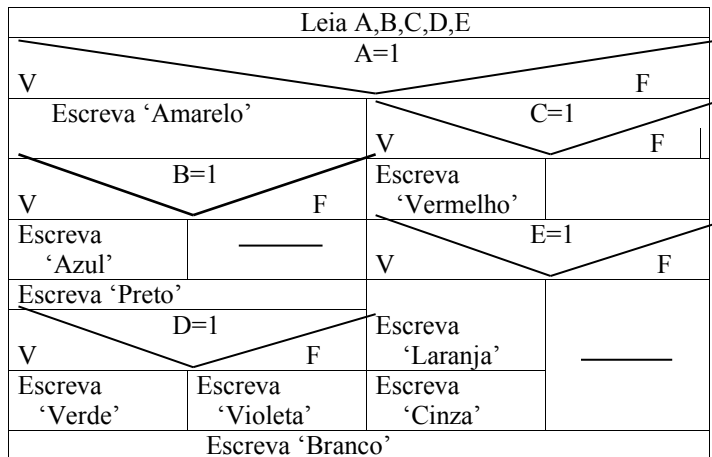 Leia A,B,C,D,E
A=1
V F
Escreva ‘Amarelo’
C=1
V F
B=1
V F
Escreva
‘Vermelho’
Escreva
‘Azul’
E=1
V F
Escreva ‘Preto’
D=1
V F
Escreva
‘Laranja’
Escreva
‘Verde’
Escreva
‘Violeta’
Escreva
‘Cinza’
Escreva ‘Branco’